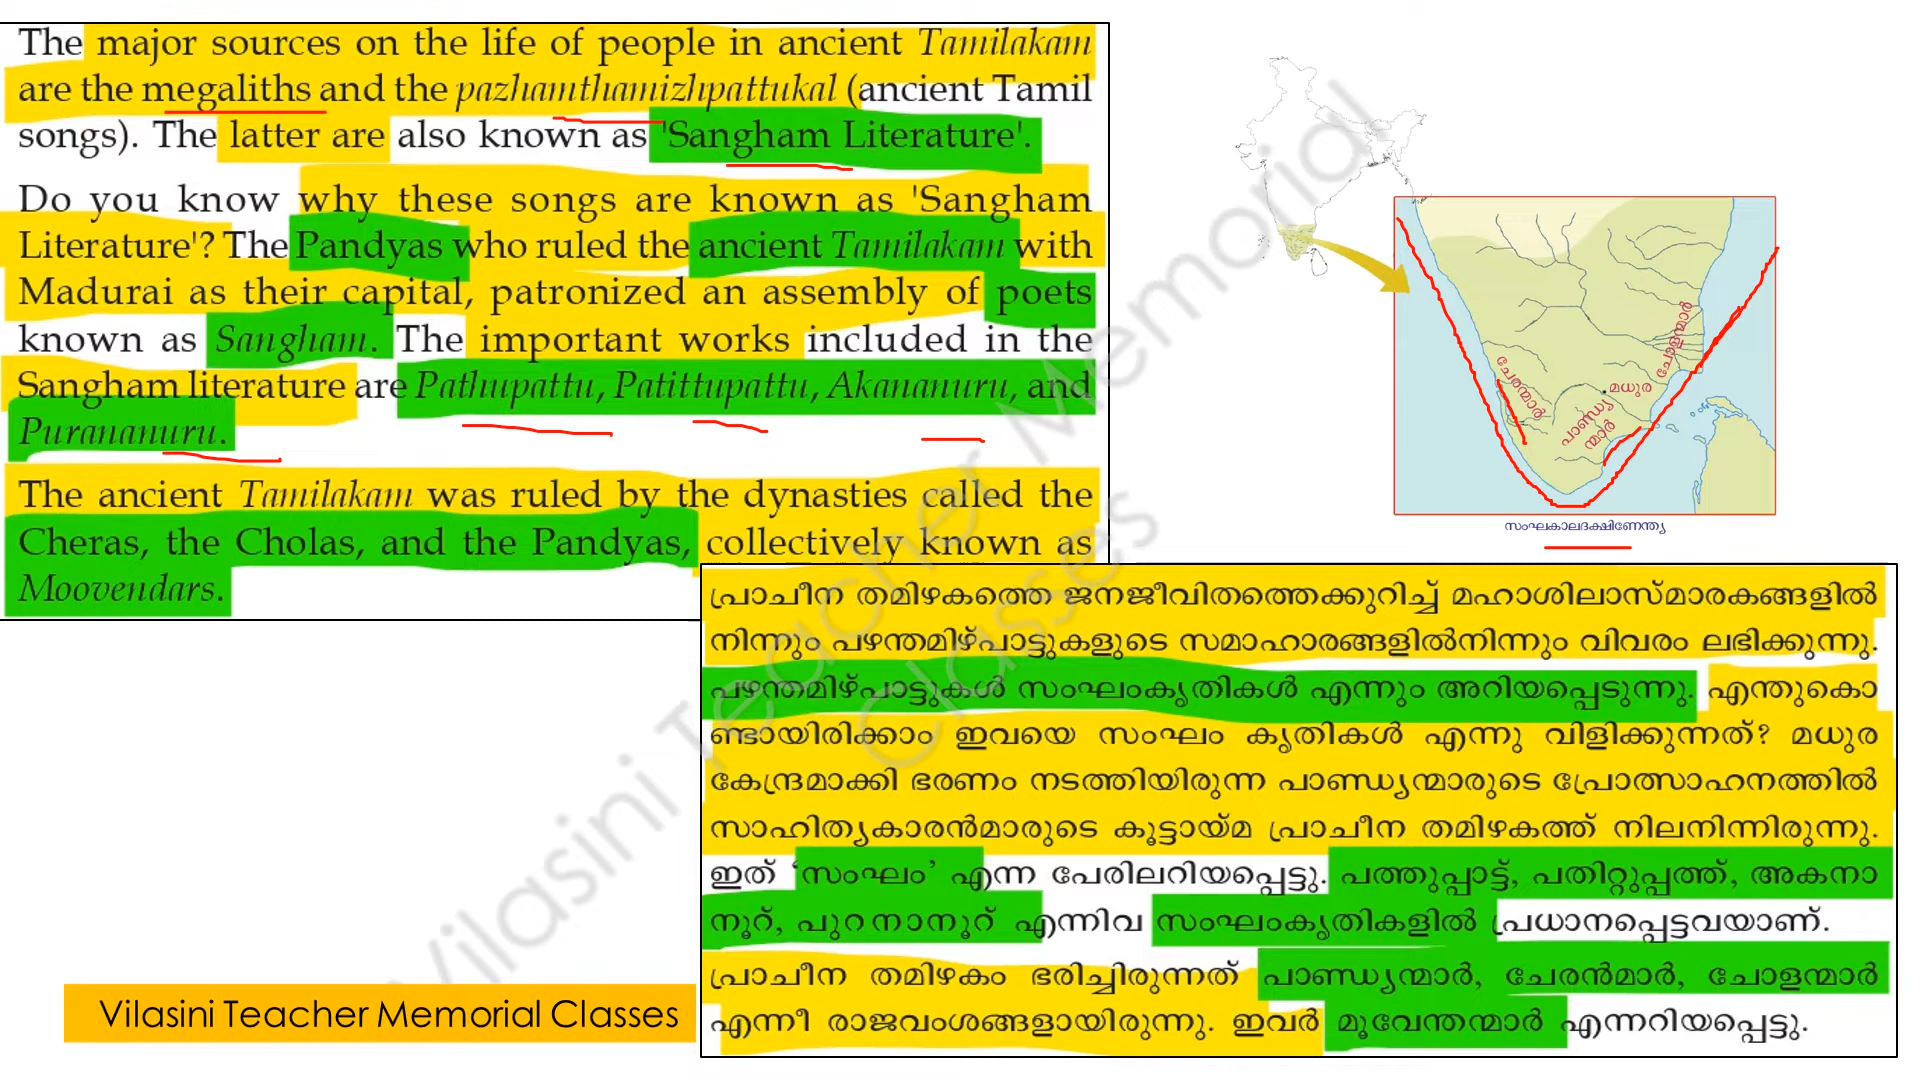 The major sources on the life of people in ancient Tamilakam
are the megaliths and the pazhamthamizhpattukal (ancient Tamil
songs). The latter are also known as 'Sangham Literature'.
Do you know why these songs are known as 'Sangham
Literature'? The Pandyas who ruled the ancient Tamilakam with
Madurai as their capital, patronized an assembly of poets
known as Sangham. The important works included in the
Sangham literature are Pathupattu, Patittupattu, Akananuru, and
Purananuru.
The ancient Tamilakam was ruled by the dynasties called the
Cheras, the Cholas, and the Pandyas, collectively known as
Moovendars.
ചേരന്മാർ
ചോളന്മാർ
മധുര
പാണ്ഡ്യ
ന്മാർ
സംഘകാലദക്ഷിണേന്ത്യ
പ്രാചീന തമിഴകത്തെ ജനജീവിതത്തെക്കുറിച്ച് മഹാശിലാസ്മാരകങ്ങളിൽ
നിന്നും പഴന്തമിഴ്പാട്ടുകളുടെ സമാഹാരങ്ങളിൽനിന്നും വിവരം ലഭിക്കുന്നു.
പഴന്തമിഴ്പാട്ടുകൾ സംഘംകൃതികൾ എന്നും അറിയപ്പെടുന്നു. എന്തുകൊ
ണ്ടായിരിക്കാം ഇവയെ സംഘം കൃതികൾ എന്നു വിളിക്കുന്നത്? മധുര
കേന്ദ്രമാക്കി ഭരണം നടത്തിയിരുന്ന പാണ്ഡ്യന്മാരുടെ പ്രോത്സാഹനത്തിൽ
സാഹിത്യകാരൻമാരുടെ കൂട്ടായ്മ പ്രാചീന തമിഴകത്ത് നിലനിന്നിരുന്നു.
ഇത് ‘സംഘം’ എന്ന പേരിലറിയപ്പെട്ടു. പത്തുപ്പാട്ട്, പതിറ്റുപ്പത്ത്, അകനാ
നൂറ്, പുറനാനൂറ് എന്നിവ സംഘംകൃതികളിൽ പ്രധാനപ്പെട്ടവയാണ്.
പ്രാചീന തമിഴകം ഭരിച്ചിരുന്നത് പാണ്ഡ്യന്മാർ, ചേരൻമാർ, ചോളന്മാർ
എന്നീ രാജവംശങ്ങളായിരുന്നു. ഇവർ മൂവേന്തന്മാർ എന്നറിയപ്പെട്ടു.
Vilasini Teacher Memorial Classes
Vilasini Teacher Memorial
Classes